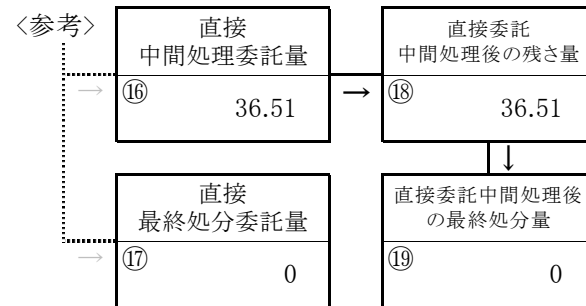 〈参考〉
直接
中間処理委託量
⑯
36.51
→
→
直接委託
中間処理後の残さ量
⑱
36.51
↓
直接
最終処分委託量
⑰
0
→
直接委託中間処理後
の最終処分量
⑲
0